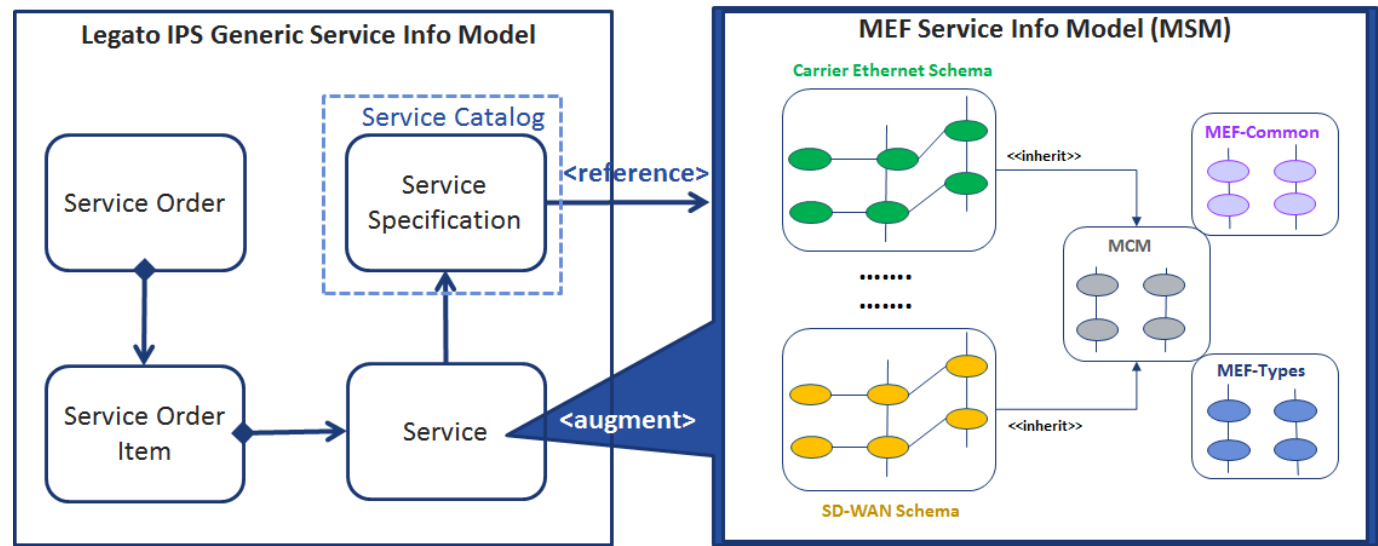 Legato IPS Generic Service Info Model
Service Catalog
Service Order
Service
Specification
<reference>
Service Order
Item
Service
<augment>
MEF Service Info Model (MSM)
Carrier Ethernet Schema
<<inherit>>
MEF-Common
MCM
.......
.......
MEF-Types
<<inherit>>
SD-WAN Schema